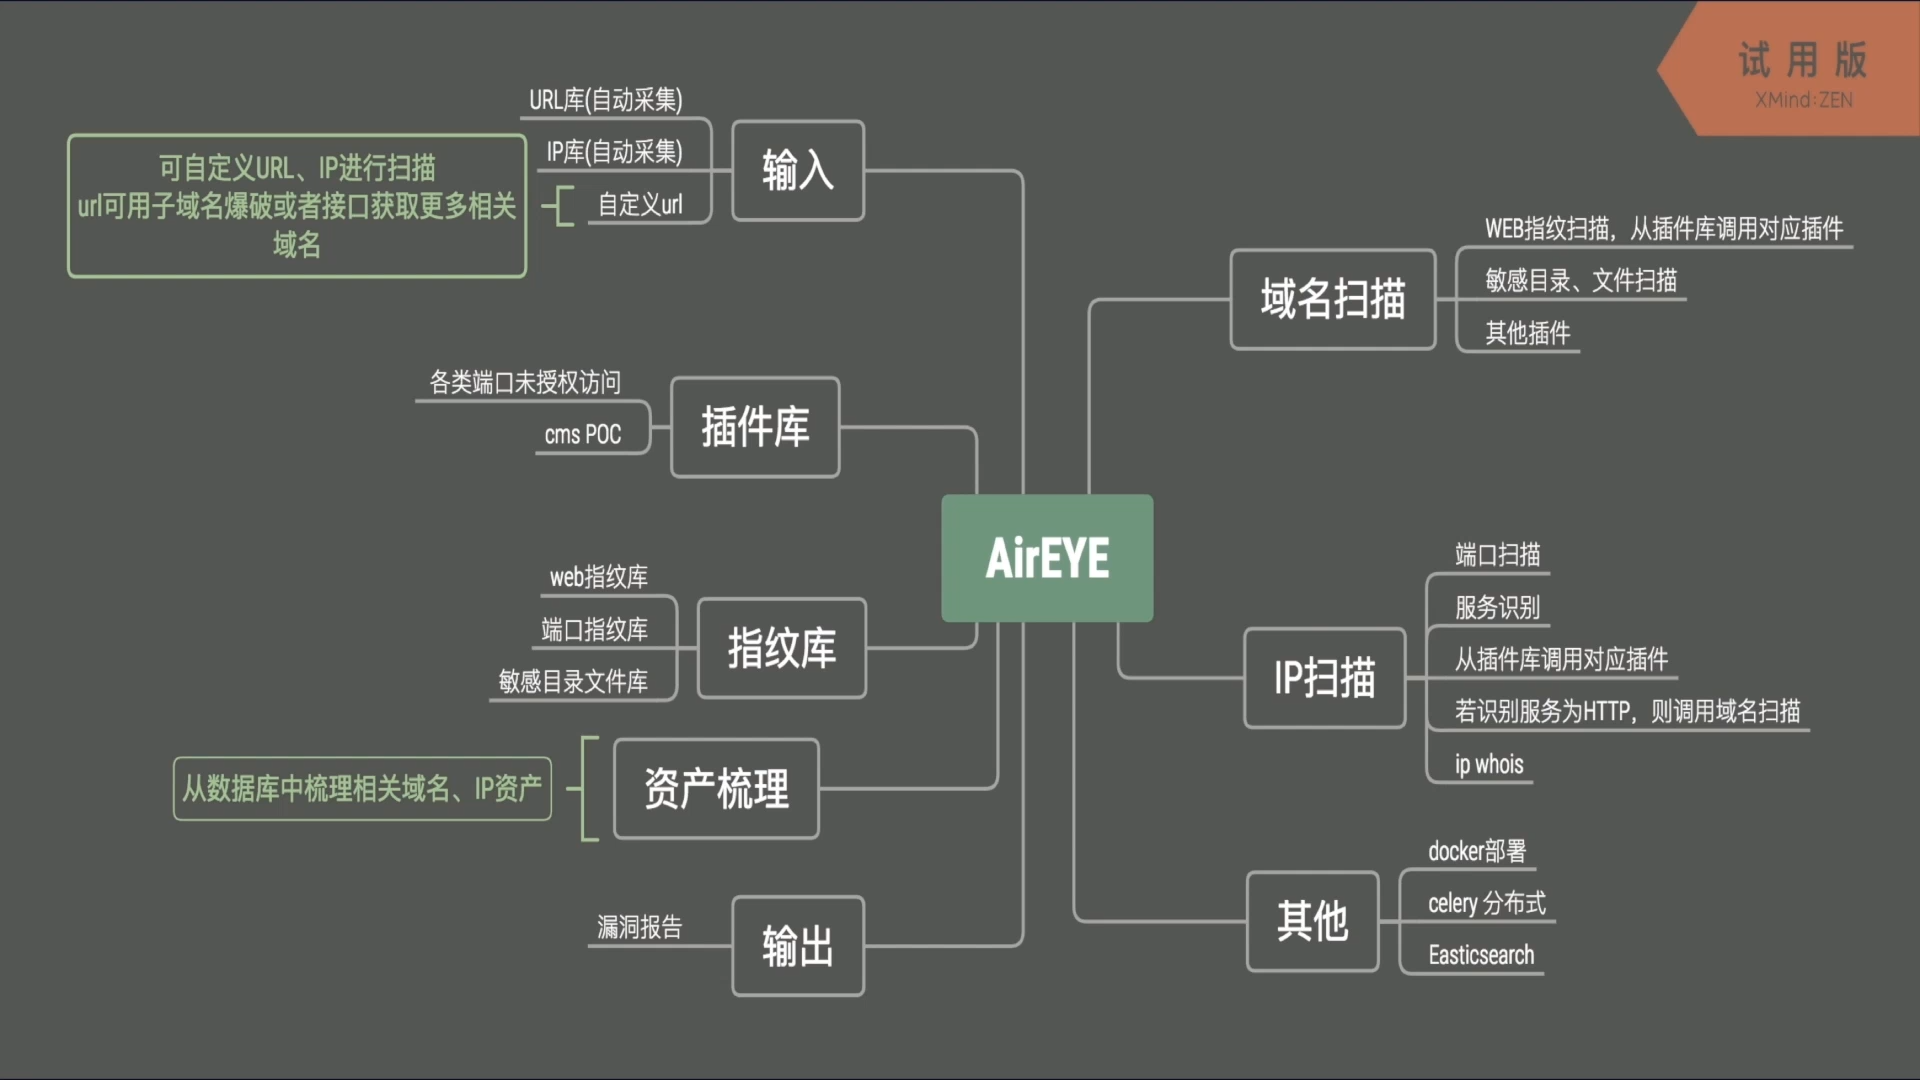 试用版
XMind:ZEN
AirEYE
输入
URL库(自动采集)
IP库(自动采集)
自定义url
可自定义URL、IP进行扫描
url可用子域名爆破或者接口获取更多相关
域名
插件库
各类端口未授权访问
cms POC
指纹库
web指纹库
端口指纹库
敏感目录文件库
资产梳理
从数据库中梳理相关域名、IP资产
输出
漏洞报告
域名扫描
WEB指纹扫描，从插件库调用对应插件
敏感目录、文件扫描
其他插件
IP扫描
端口扫描
服务识别
从插件库调用对应插件
若识别服务为HTTP，则调用域名扫描
ip whois
其他
docker部署
celery 分布式
Easticsearch